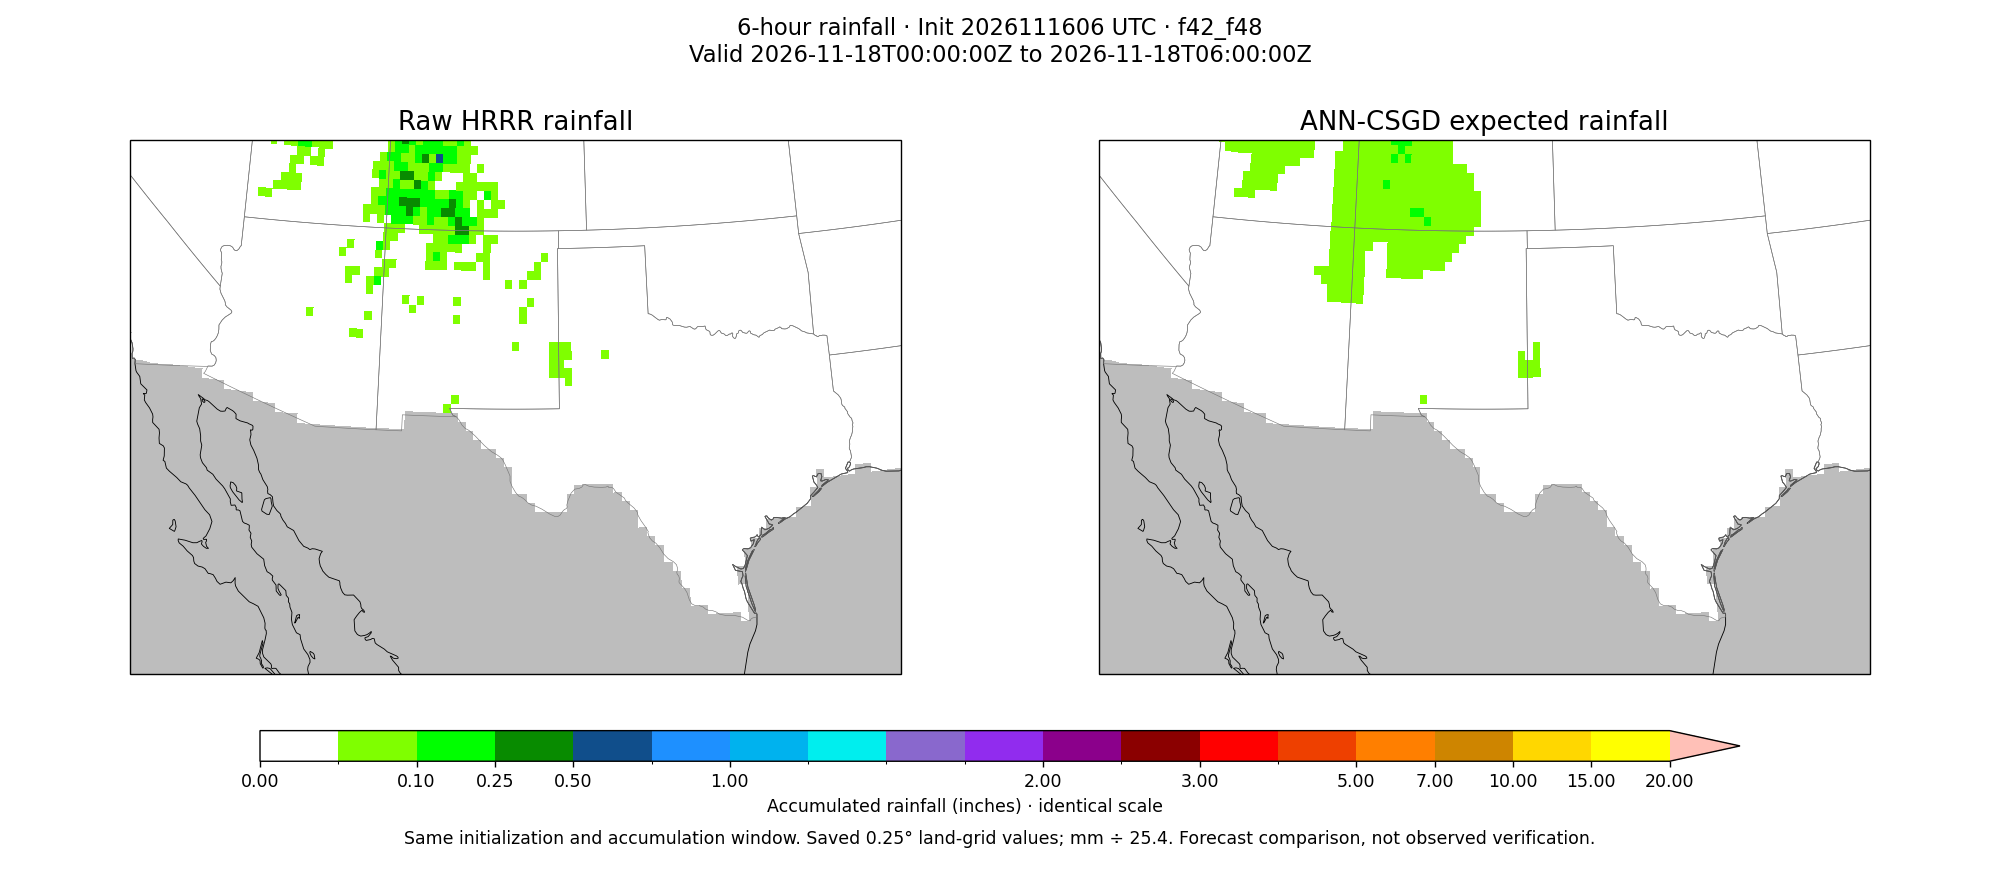 6-hour rainfall · Init 2026111606 UTC · f42_f48
Valid 2026-11-18T00:00:00Z to 2026-11-18T06:00:00Z
Raw HRRR rainfall
ANN-CSGD expected rainfall
0.00 0.10 0.25 0.50 1.00 2.00 3.00 5.00 7.00 10.00 15.00 20.00
Accumulated rainfall (inches) · identical scale
Same initialization and accumulation window. Saved 0.25° land-grid values; mm ÷ 25.4. Forecast comparison, not observed verification.